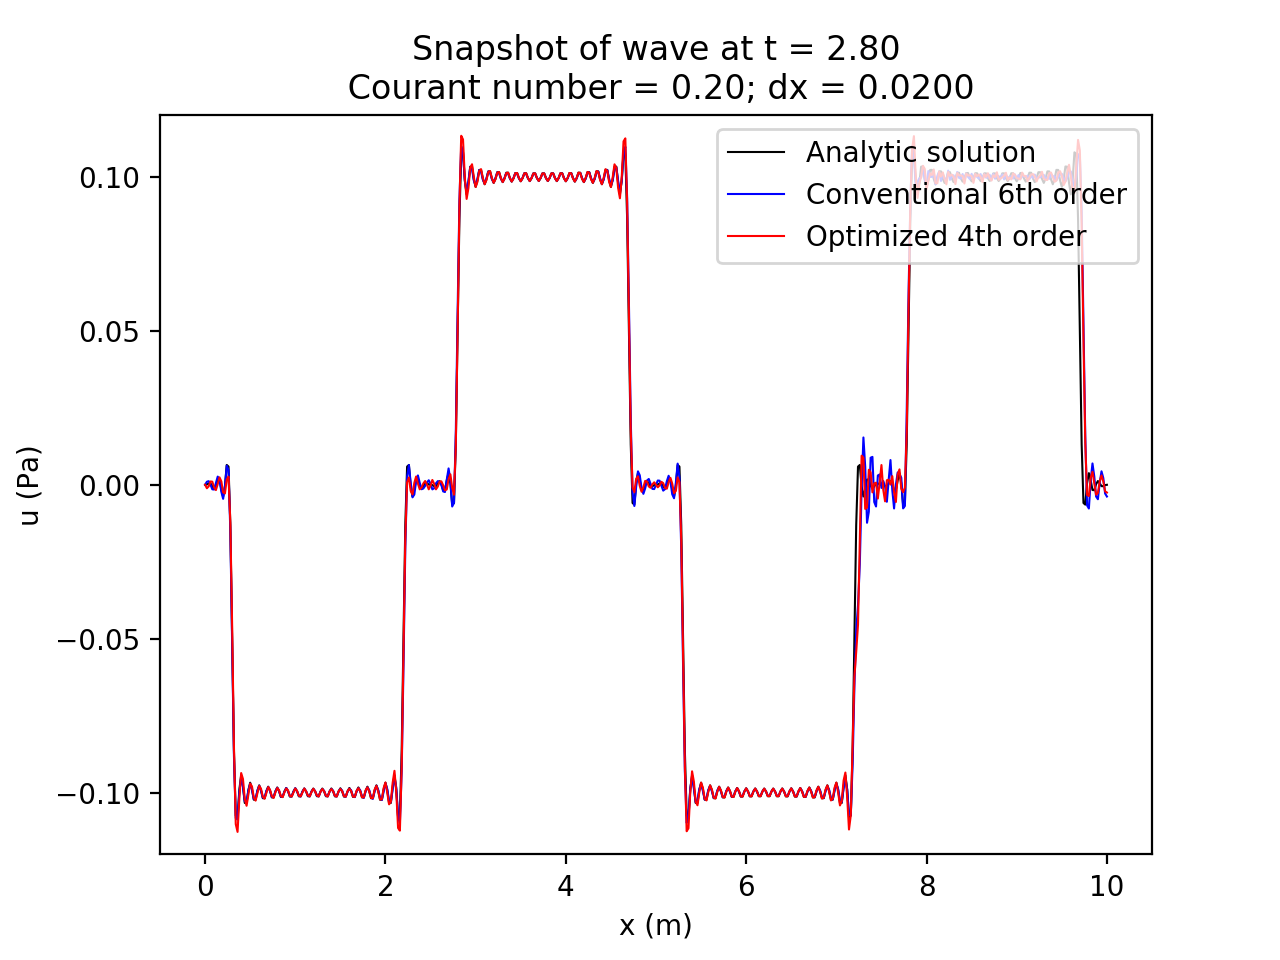 Snapshot of wave at t = 2.80
Courant number = 0.20; dx = 0.0200
Analytic solution
Conventional 6th order
Optimized 4th order
0.10
0.05
0.00
−0.05
−0.10
u (Pa)
0 2 4 6 8 10
x (m)